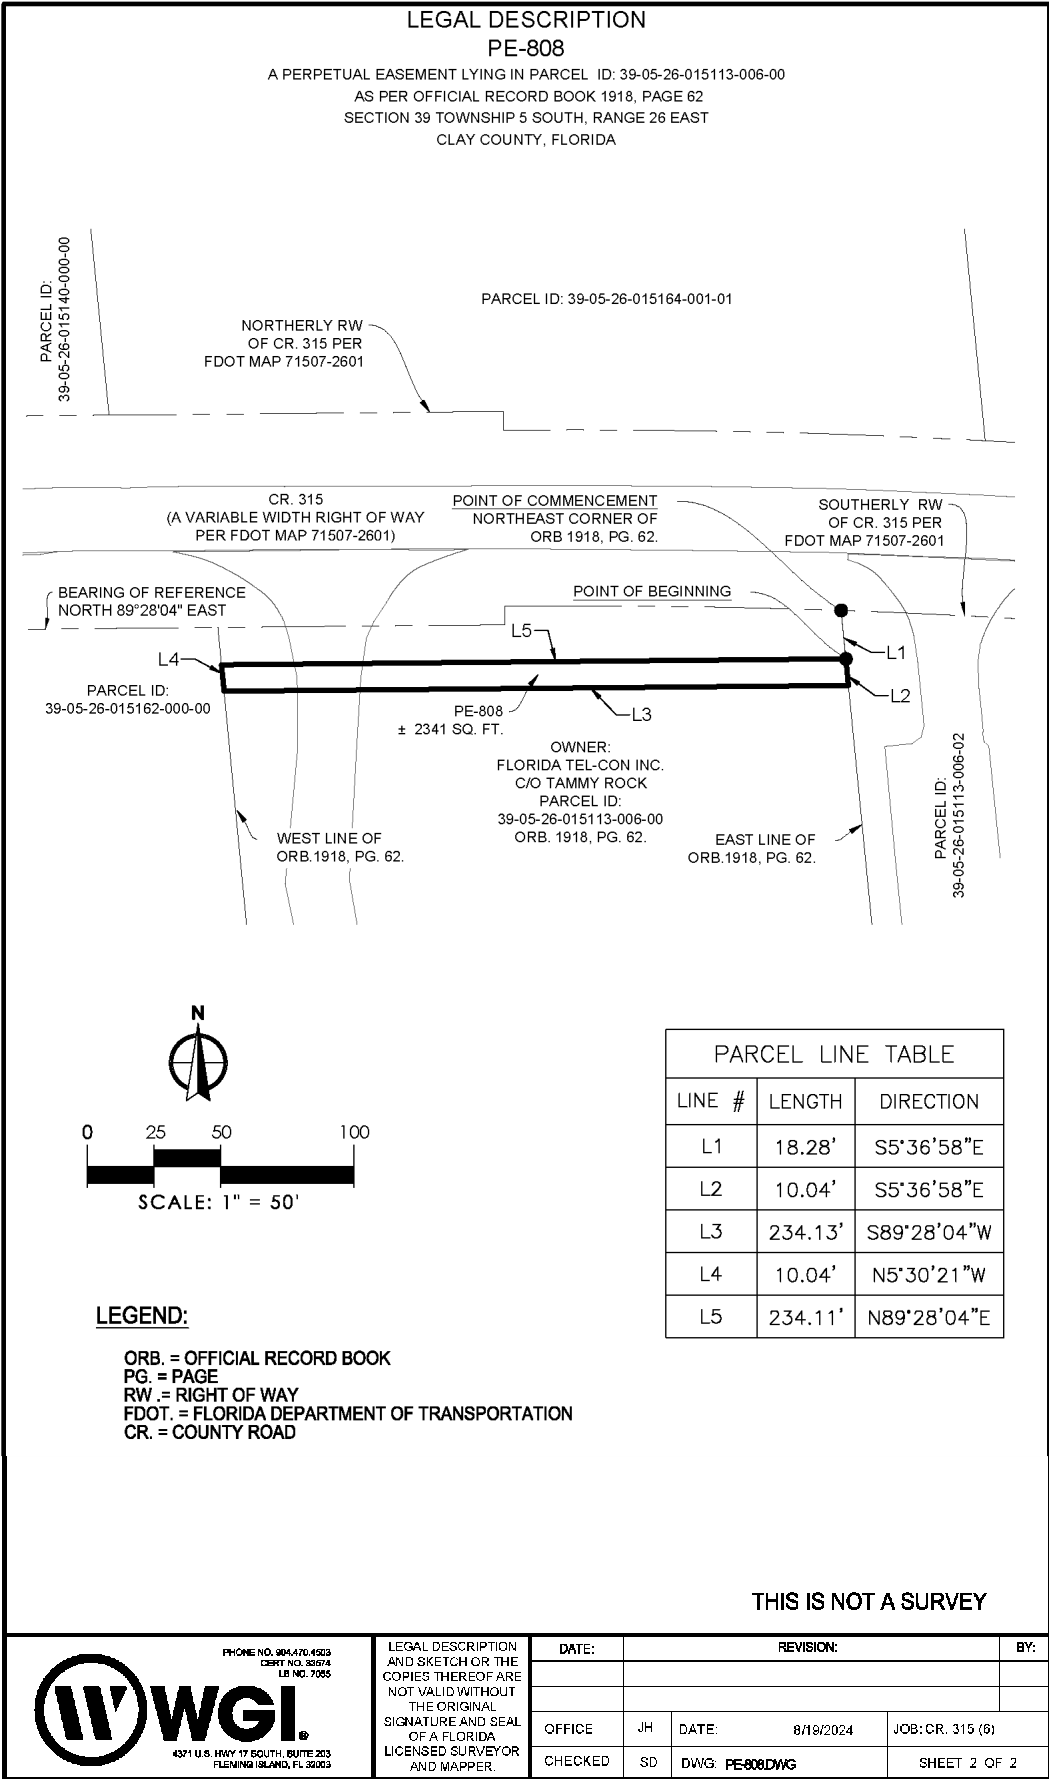 LEGAL DESCRIPTION
PE-808
A PERPETUAL EASEMENT LYING IN PARCEL ID: 39-05-26-015113-006-00
AS PER OFFICIAL RECORD BOOK 1918, PAGE 62
SECTION 39 TOWNSHIP 5 SOUTH, RANGE 26 EAST
CLAY COUNTY, FLORIDA
PARCEL ID:
39-05-26-015140-000-00
PARCEL ID: 39-05-26-015164-001-01
NORTHERLY RW
OF CR. 315 PER
FDOT MAP 71507-2601
CR. 315
(A VARIABLE WIDTH RIGHT OF WAY
PER FDOT MAP 71507-2601)
POINT OF COMMENCEMENT
NORTHEAST CORNER OF
ORB 1918, PG. 62.
SOUTHERLY RW
OF CR. 315 PER
FDOT MAP 71507-2601
BEARING OF REFERENCE
NORTH 89°28'04" EAST
POINT OF BEGINNING
L5
L4
L1
L2
L3
PARCEL ID:
39-05-26-015162-000-00
PE-808
± 2341 SQ. FT.
OWNER:
FLORIDA TEL-CON INC.
C/O TAMMY ROCK
PARCEL ID:
39-05-26-015113-006-00
ORB. 1918, PG. 62.
WEST LINE OF
ORB.1918, PG. 62.
EAST LINE OF
ORB.1918, PG. 62.
PARCEL ID:
39-05-26-015113-006-02
N
0 25 50 100
SCALE: 1" = 50'
PARCEL LINE TABLE
LINE # LENGTH DIRECTION
L1 18.28' S5°36'58"E
L2 10.04' S5°36'58"E
L3 234.13' S89°28'04"W
L4 10.04' N5°30'21"W
L5 234.11' N89°28'04"E
LEGEND:
ORB. = OFFICIAL RECORD BOOK
PG. = PAGE
RW .= RIGHT OF WAY
FDOT. = FLORIDA DEPARTMENT OF TRANSPORTATION
CR. = COUNTY ROAD
THIS IS NOT A SURVEY
PHONE NO. 904.470.4503
CERT NO. 33574
LB NO. 7055
WGI
4371 U.S. HWY 17 SOUTH, SUITE 203
FLEMING ISLAND, FL 32003
LEGAL DESCRIPTION
AND SKETCH OR THE
COPIES THEREOF ARE
NOT VALID WITHOUT
THE ORIGINAL
SIGNATURE AND SEAL
OF A FLORIDA
LICENSED SURVEYOR
AND MAPPER.
DATE: REVISION: BY:
OFFICE JH DATE: 8/19/2024 JOB: CR. 315 (6)
CHECKED SD DWG: PE-808.DWG SHEET 2 OF 2